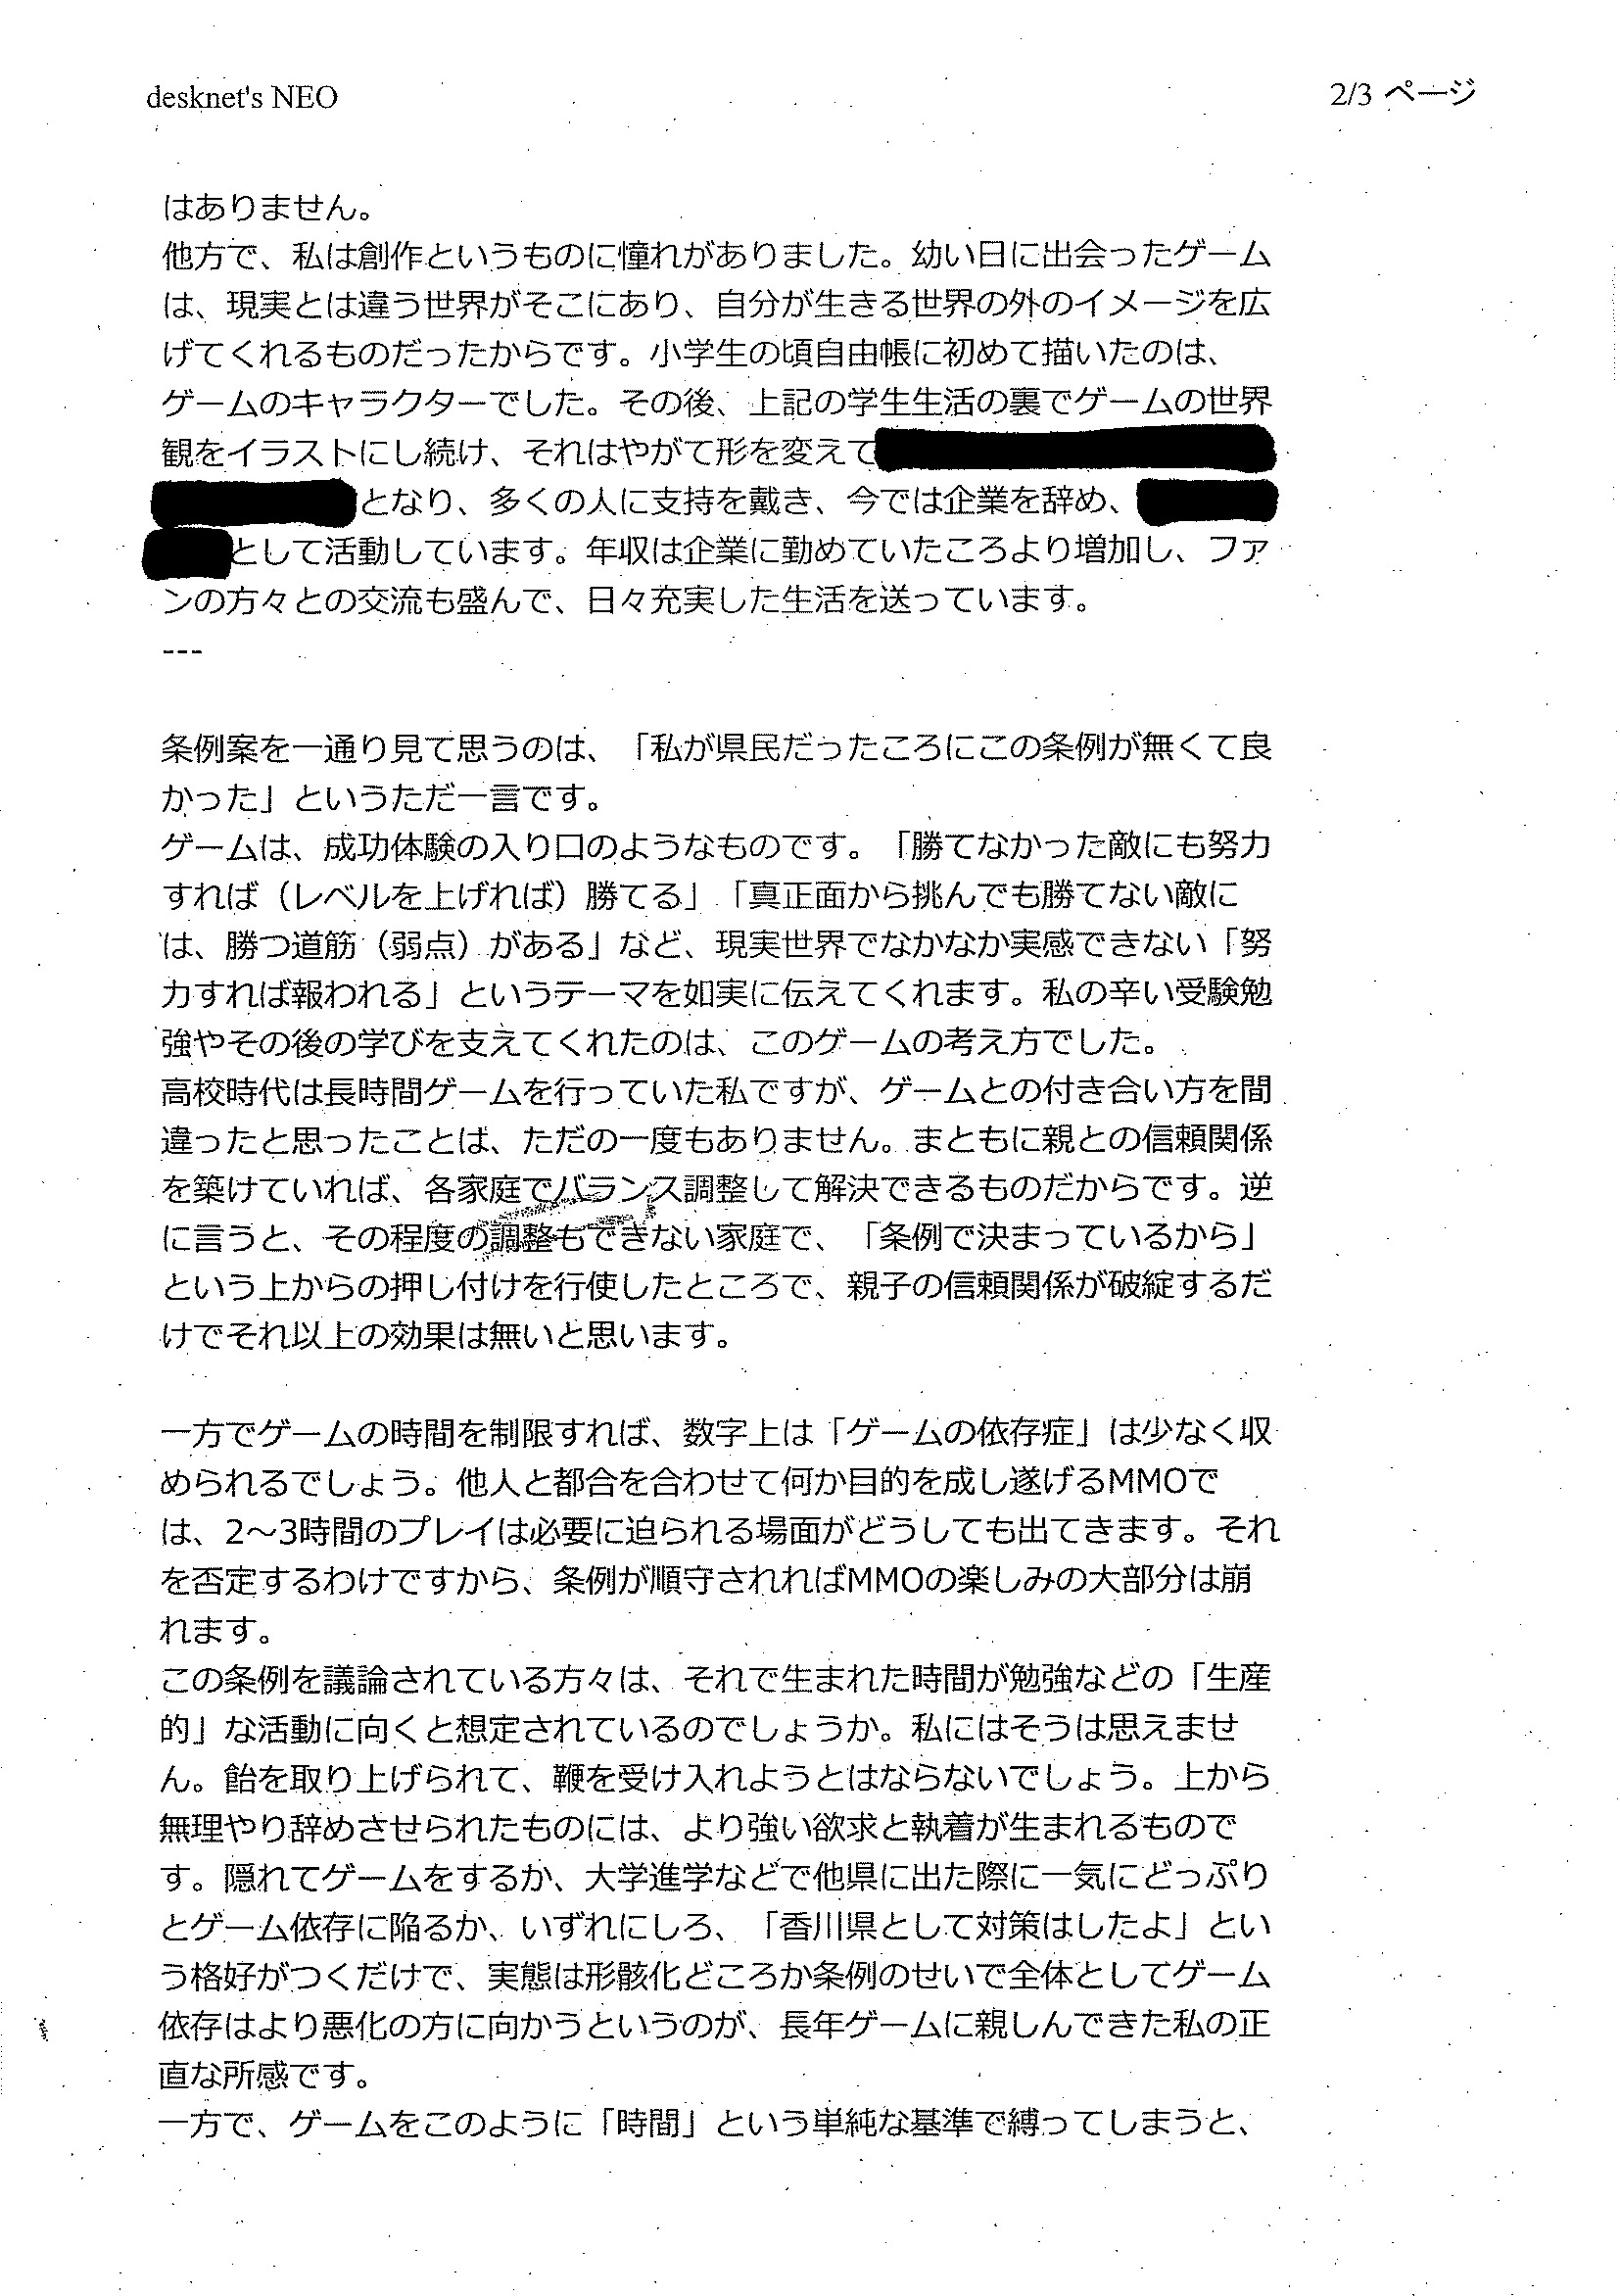 desknet's NEO
2/3 ページ
はありません。
他方で、私は創作というものに憧れがありました。幼い日に出会ったゲーム
は、現実とは違う世界がそこにあり、自分が生きる世界の外のイメージを広
げてくれるものだったからです。小学生の頃自由帳に初めて描いたのは、
ゲームのキャラクターでした。その後、上記の学生生活の裏でゲームの世界
観をイラストにし続け、それはやがて形を変えて
となり、多くの人に支持を戴き、今では企業を辞め、
として活動しています。年収は企業に勤めていたころより増加し、ファ
ンの方々との交流も盛んで、日々充実した生活を送っています。
---
条例案を一通り見て思うのは、「私が県民だったころにこの条例が無くて良
かった」というただ一言です。
ゲームは、成功体験の入り口のようなものです。「勝てなかった敵にも努力
すれば（レベルを上げれば）勝てる」「真正面から挑んでも勝てない敵に
は、勝つ道筋（弱点）がある」など、現実世界でなかなか実感できない「努
力すれば報われる」というテーマを如実に伝えてくれます。私の辛い受験勉
強やその後の学びを支えてくれたのは、このゲームの考え方でした。
高校時代は長時間ゲームを行っていた私ですが、ゲームとの付き合い方を間
違ったと思ったことは、ただの一度もありません。まともに親との信頼関係
を築けていれば、各家庭でバランス調整して解決できるものだからです。逆
に言うと、その程度の調整もできない家庭で、「条例で決まっているから」
という上からの押し付けを行使したところで、親子の信頼関係が破綻するだ
けでそれ以上の効果は無いと思います。
一方でゲームの時間を制限すれば、数字上は「ゲームの依存症」は少なく収
められるでしょう。他人と都合を合わせて何か目的を成し遂げるMMOで
は、2～3時間のプレイは必要に迫られる場面がどうしても出てきます。それ
を否定するわけですから、条例が順守されればMMOの楽しみの大部分は崩
れます。
この条例を議論されている方々は、それで生まれた時間が勉強などの「生産
的」な活動に向くと想定されているのでしょうか。私にはそうは思えませ
ん。飴を取り上げられて、鞭を受け入れようとはならないでしょう。上から
無理やり辞めさせられたものには、より強い欲求と執着が生まれるもので
す。隠れてゲームをするか、大学進学などで他県に出た際に一気にどっぷり
とゲーム依存に陥るか、いずれにしろ、「香川県として対策はしたよ」とい
う格好がつくだけで、実態は形骸化どころか条例のせいで全体としてゲーム
依存はより悪化の方に向かうというのが、長年ゲームに親しんできた私の正
直な所感です。
一方で、ゲームをこのように「時間」という単純な基準で縛ってしまうと、